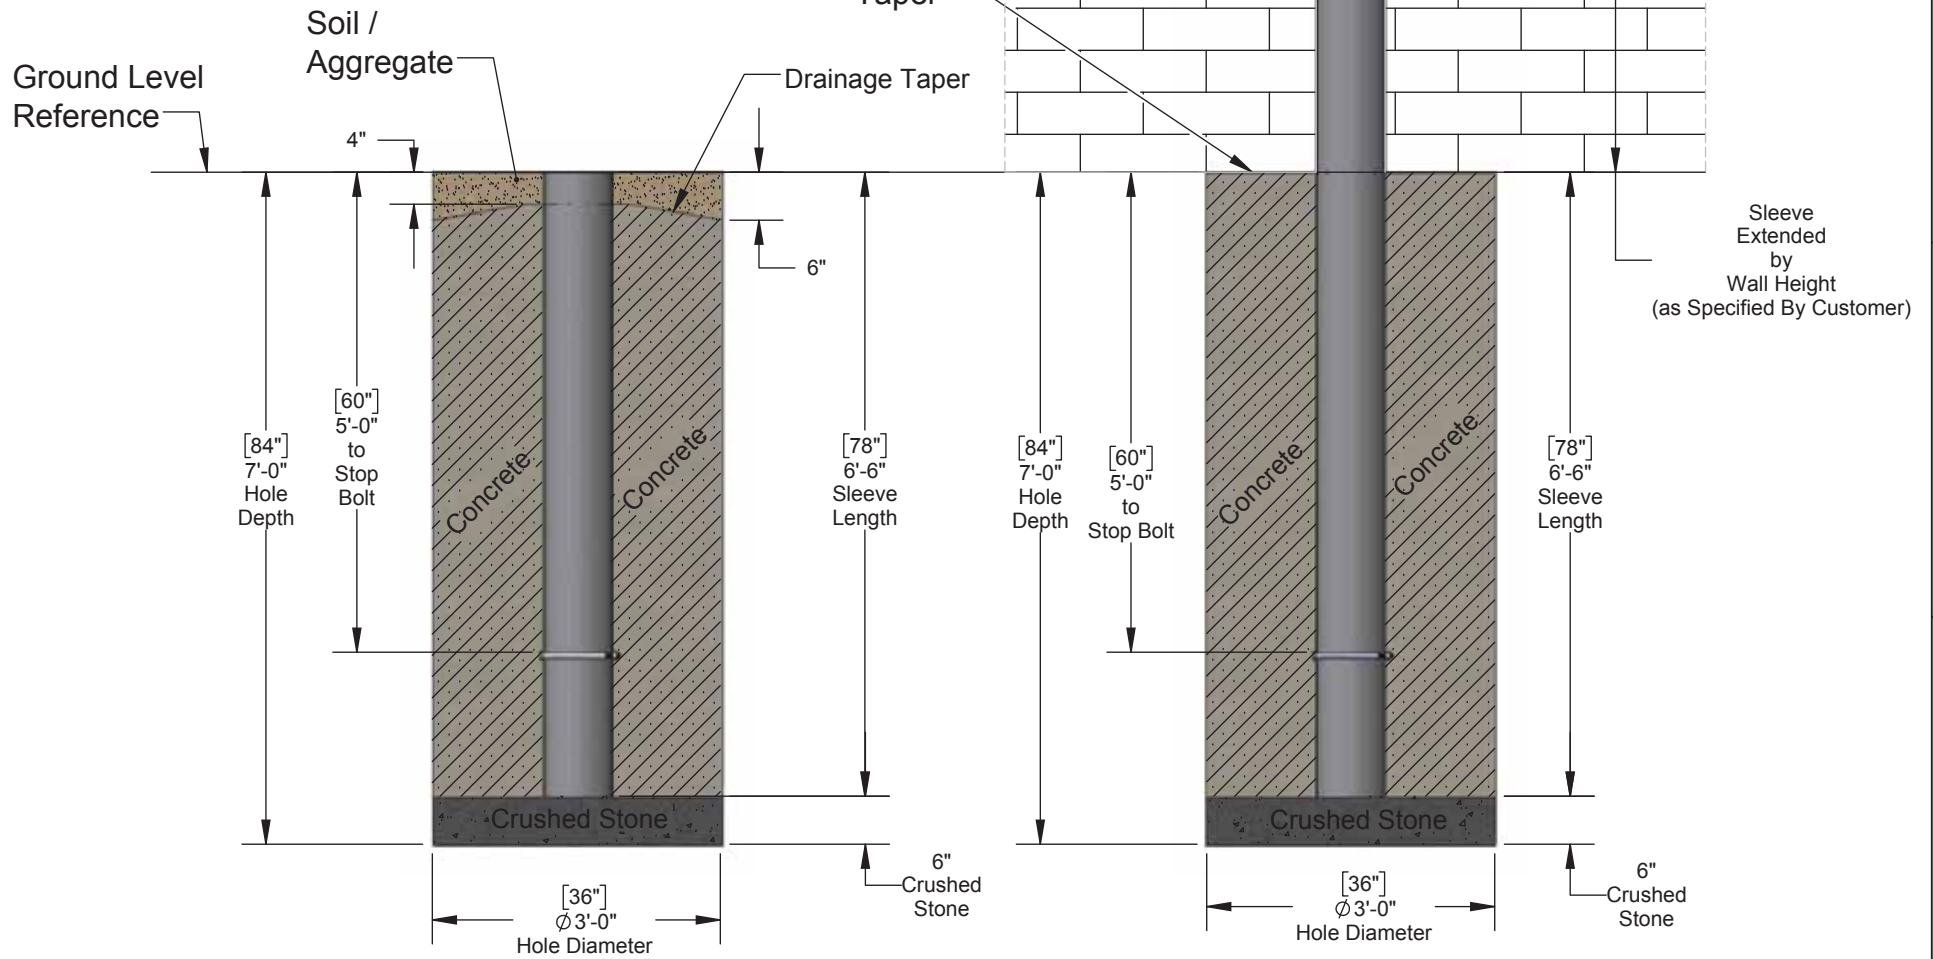 Taper
Soil /
Aggregate
Ground Level
Reference
Drainage Taper
4"
6"
[84"]
7'-0"
Hole
Depth
[60"]
5'-0"
to
Stop
Bolt
Concrete
Concrete
[78"]
6'-6"
Sleeve
Length
Crushed Stone
6"
Crushed
Stone
[36"]
Ø3'-0"
Hole Diameter
[84"]
7'-0"
Hole
Depth
[60"]
5'-0"
to
Stop Bolt
Concrete
Concrete
[78"]
6'-6"
Sleeve
Length
Sleeve
Extended
by
Wall Height
(as Specified By Customer)
Crushed Stone
6"
Crushed
Stone
[36"]
Ø3'-0"
Hole Diameter